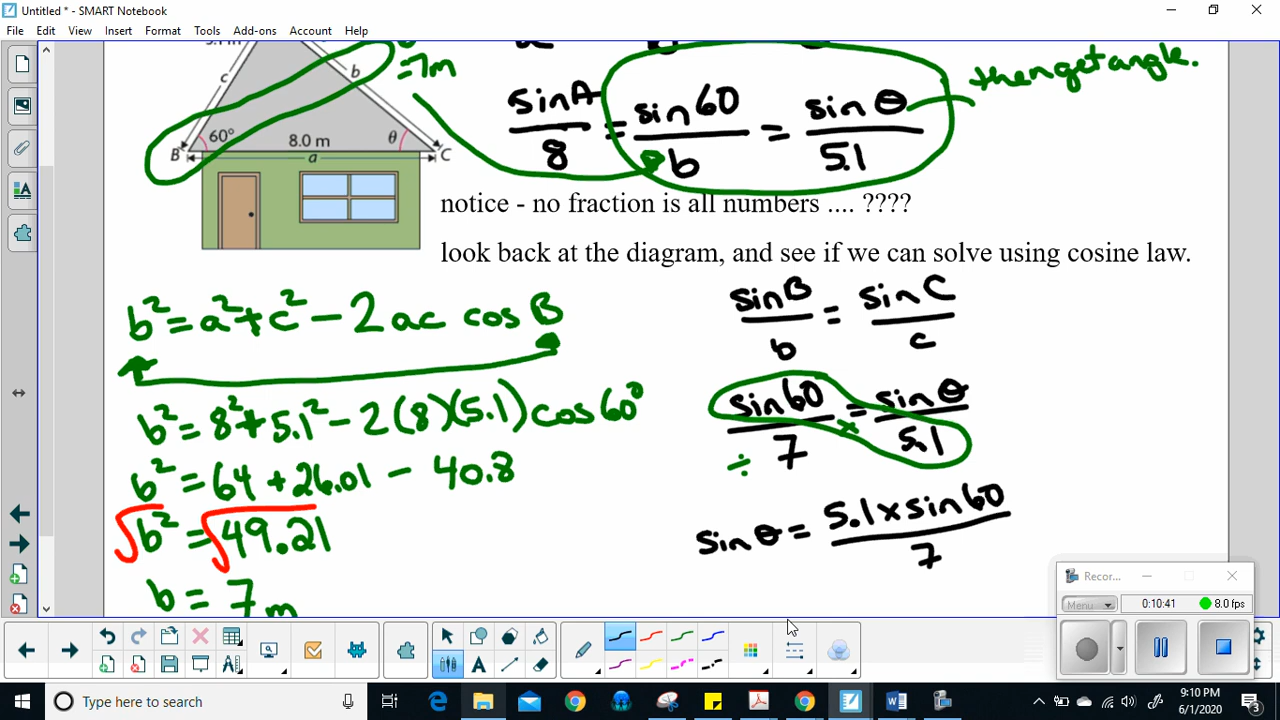 Untitled * - SMART Notebook
File Edit View Insert Format Tools Add-ons Account Help
= 7m
then get angle.
c b
60° 8.0 m θ
B a C
sinA/8 = sin60/b = sinθ/5.1
notice - no fraction is all numbers .... ????
look back at the diagram, and see if we can solve using cosine law.
b² = a² + c² - 2ac cos B
b² = 8² + 5.1² - 2(8)(5.1) cos 60°
b² = 64 + 26.01 - 40.8
√b² = √49.21
b = 7m
sinB/b = sinC/c
sin60/7 = sinθ/5.1
÷ ×
sinθ = 5.1 × sin60/7
Recor...
Menu 0:10:41 8.0 fps
Type here to search
9:10 PM
6/1/2020
3